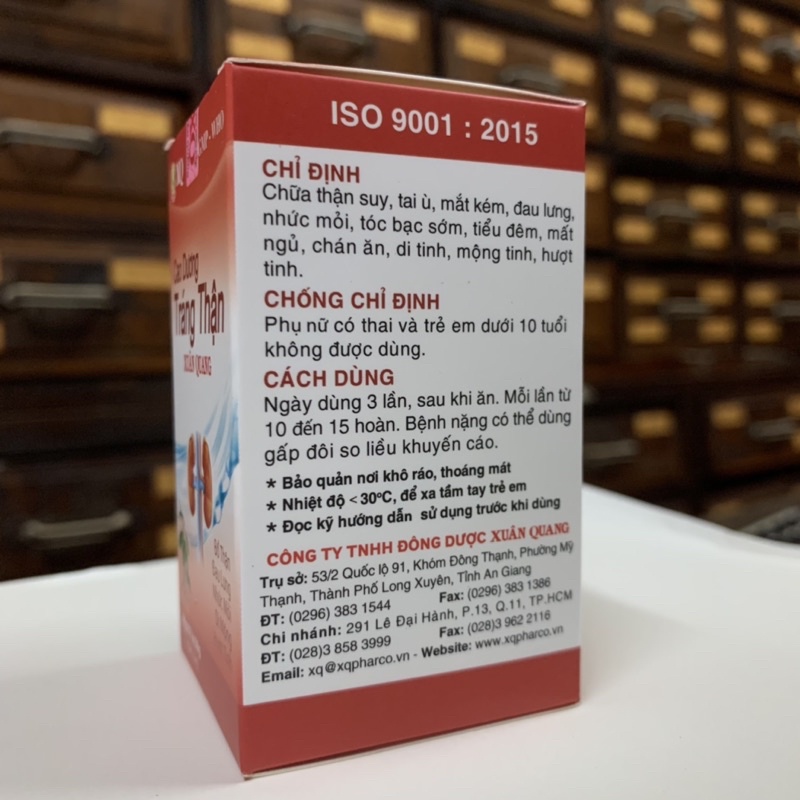 ISO 9001 : 2015
CHỈ ĐỊNH
Chữa thận suy, tai ù, mắt kém, đau lưng,
nhức mỏi, tóc bạc sớm, tiểu đêm, mất
ngủ, chán ăn, di tinh, mộng tinh, hượt
tinh.
CHỐNG CHỈ ĐỊNH
Phụ nữ có thai và trẻ em dưới 10 tuổi
không được dùng.
CÁCH DÙNG
Ngày dùng 3 lần, sau khi ăn. Mỗi lần từ
10 đến 15 hoàn. Bệnh nặng có thể dùng
gấp đôi so liều khuyến cáo.
* Bảo quản nơi khô ráo, thoáng mát
* Nhiệt độ < 30ºC, để xa tầm tay trẻ em
* Đọc kỹ hướng dẫn sử dụng trước khi dùng
CÔNG TY TNHH ĐÔNG DƯỢC XUÂN QUANG
Trụ sở: 53/2 Quốc lộ 91, Khóm Đông Thạnh, Phường Mỹ
Thạnh, Thành Phố Long Xuyên, Tỉnh An Giang
ĐT: (0296) 383 1544 Fax: (0296) 383 1386
Chi nhánh: 291 Lê Đại Hành, P.13, Q.11, TP.HCM
ĐT: (028)3 858 3999 Fax: (028)3 962 2116
Email: xq@xqpharco.vn - Website: www.xqpharco.vn
GMP - WHO
Tráng Thận
XUÂN QUANG